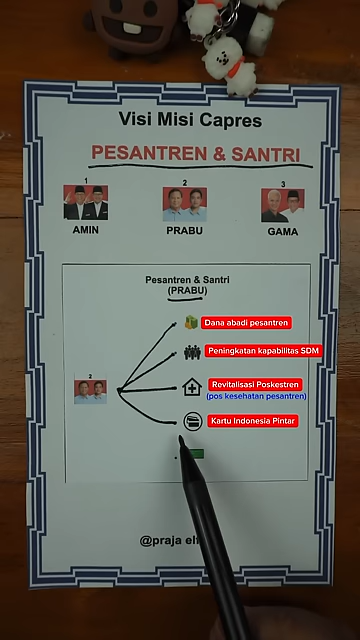 Visi Misi Capres
PESANTREN & SANTRI
1
2
3
AMIN
PRABU
GAMA
Pesantren & Santri
(PRABU)
Dana abadi pesantren
2
Peningkatan kapabilitas SDM
Revitalisasi Poskestren
(pos kesehatan pesantren)
Kartu Indonesia Pintar
@praja